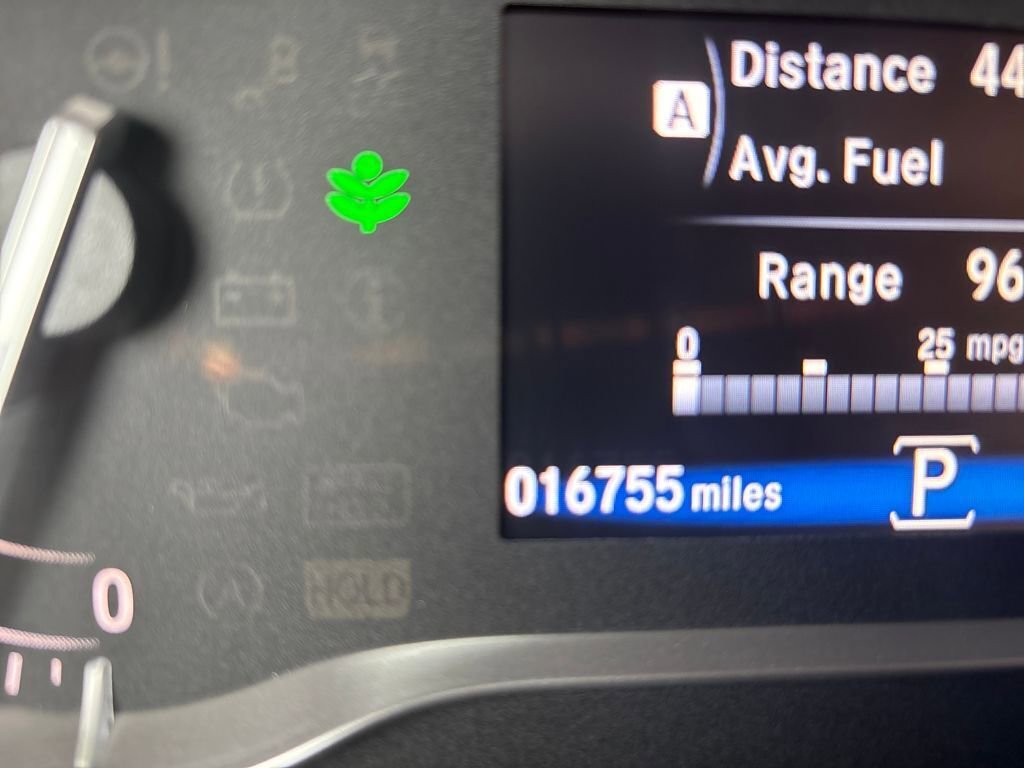 Distance 44
A
Avg. Fuel
Range 96
0 25 mpg
016755 miles P
HOLD
0